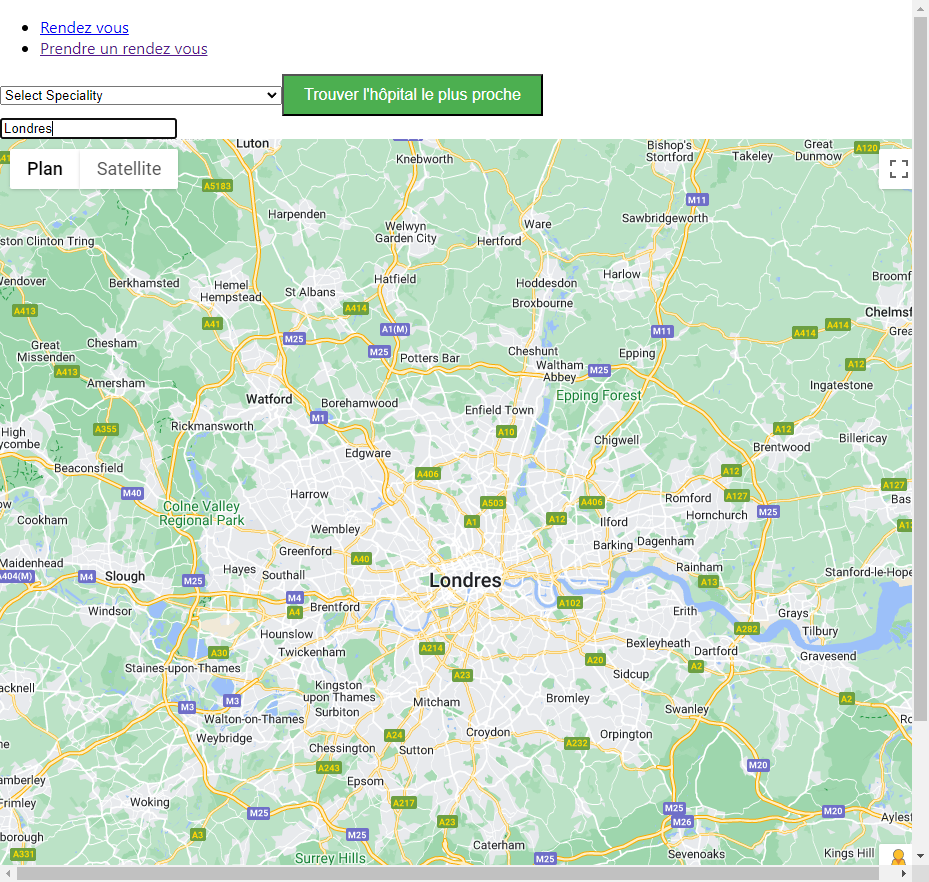 Rendez vous
Prendre un rendez vous
Select Speciality
Trouver l'hôpital le plus proche
Londres
Luton
Knebworth
Bishop's
Stortford
Takeley
Great
Dunmow
A120
A41
Plan
Satellite
A5183
M11
Harpenden
Welwyn
Garden City
Ware
Sawbridgeworth
Hertford
ston Clinton Tring
Wendover
Berkhamsted
Hemel
Hempstead
St Albans
Hatfield
Hoddesdon
Harlow
Broomf
Broxbourne
A413
A41
A414
A1(M)
M11
A414
A414
Chelmsf
Great
Missenden
Chesham
M25
M25
Potters Bar
Cheshunt
Waltham
Abbey
Epping
M25
A12
Grea
A413
Amersham
Ingatestone
Watford
Borehamwood
Epping Forest
Enfield Town
M1
Rickmansworth
A355
A10
Chigwell
A12
Brentwood
Billericay
High
ycombe
Edgware
Beaconsfield
A406
A12
A127
M40
Harrow
A503
A406
Romford
A127
Bas
Colne Valley
Regional Park
Hornchurch
M25
Cookham
Wembley
A1
A12
Ilford
Barking
Dagenham
Greenford
A40
Maidenhead
A404(M)
M4
Slough
M25
Hayes
Southall
Londres
Rainham
A13
Stanford-le-Hope
Windsor
M4
A4
Brentford
A102
Erith
Grays
Hounslow
A282
Tilbury
A30
Twickenham
A214
Bexleyheath
Dartford
Gravesend
Staines-upon-Thames
A20
A2
A23
Sidcup
acknell
Kingston
upon Thames
M3
M3
Mitcham
Bromley
A2
Surbiton
Swanley
Walton-on-Thames
Weybridge
A24
Croydon
A232
Orpington
Chessington
Sutton
A243
Epsom
M20
amberley
Frimley
Woking
A217
M25
M25
M20
Aylesf
borough
A3
M25
A23
M26
A331
Surrey Hills
Caterham
M25
Sevenoaks
Kings Hill